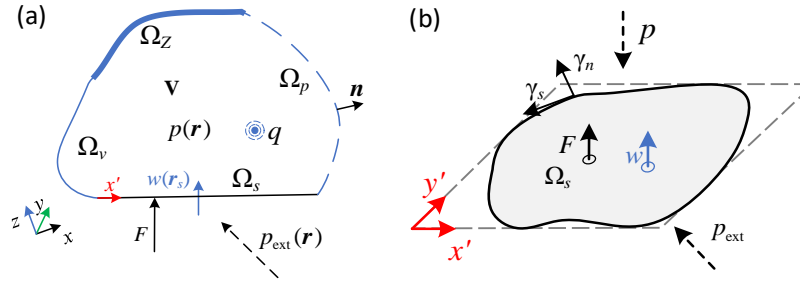 (a)
Ω_Z
V
Ω_p
n
p(r)
q
Ω_v
x'
w(r_s)
Ω_s
z
y
x
F
p_ext(r)
(b)
p
γ_n
γ_s
F
w
Ω_s
y'
x'
p_ext